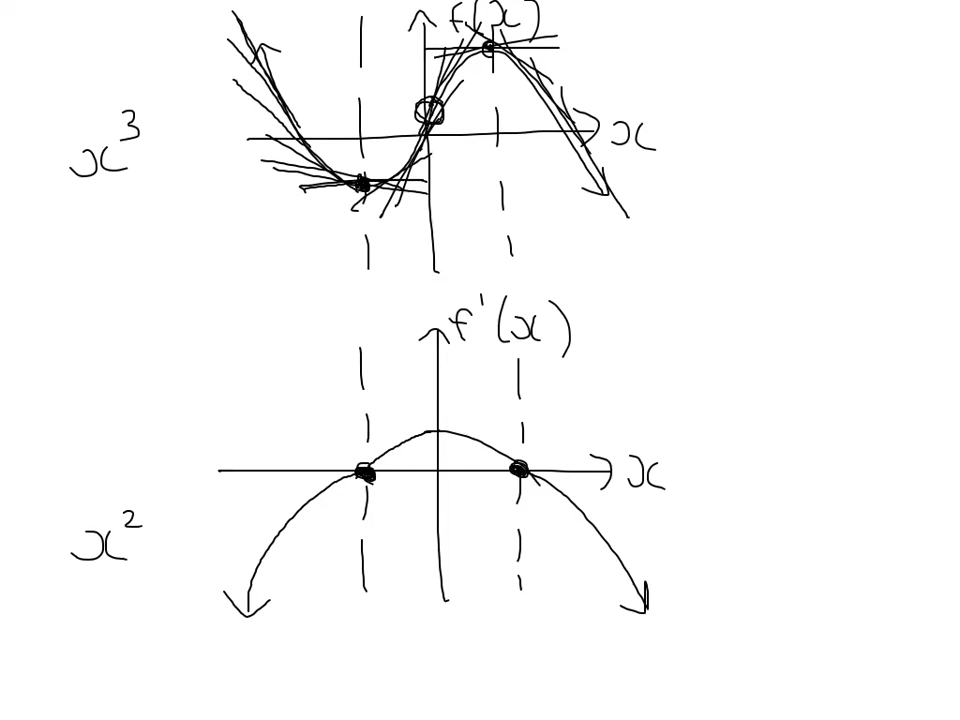 f(x)
x³
x
f'(x)
x
x²